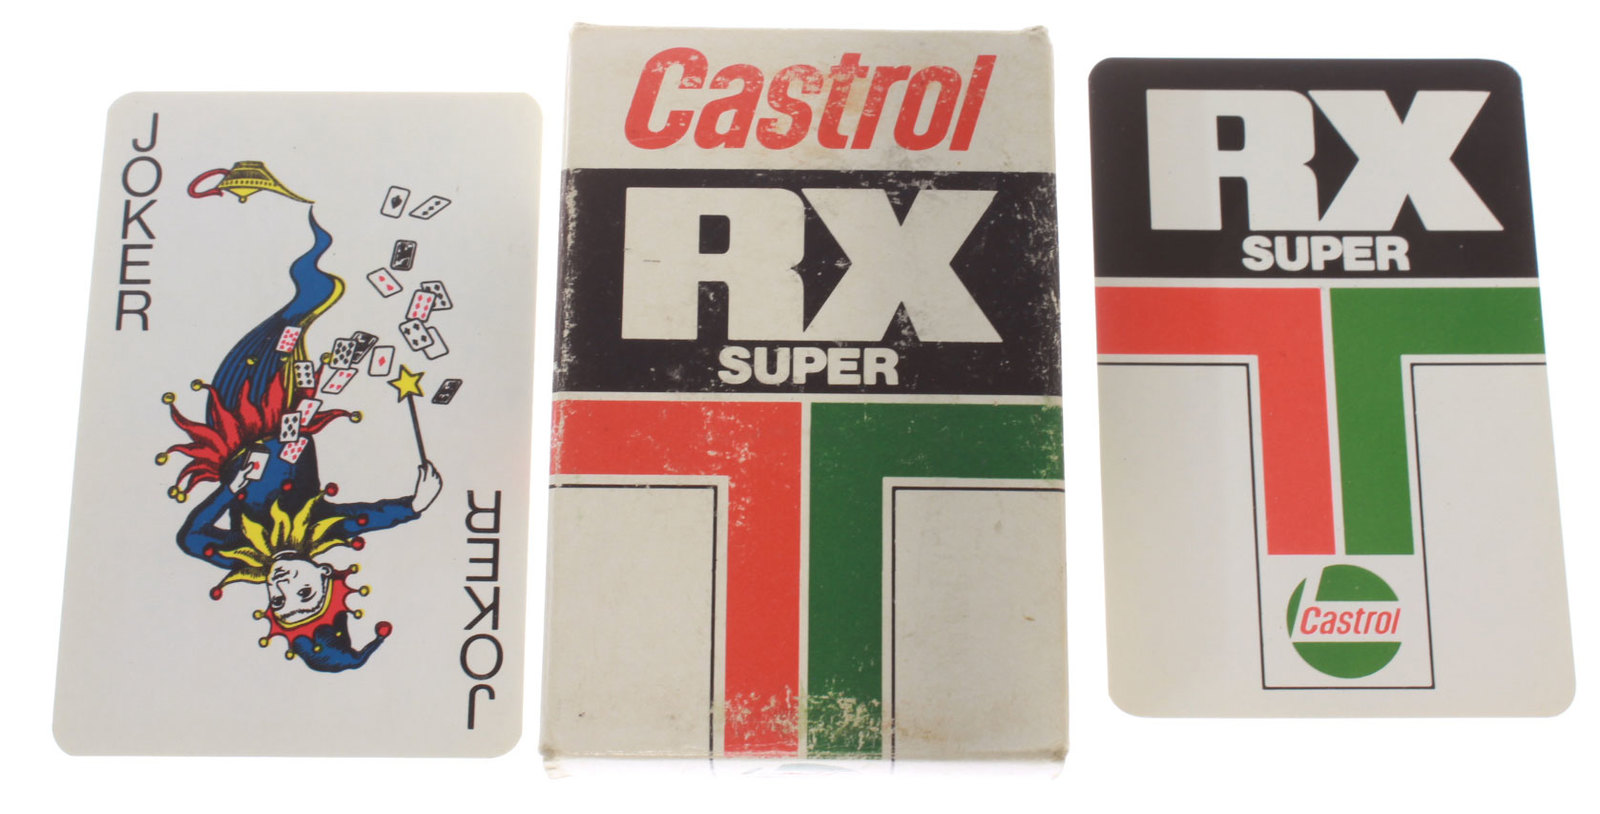 JOKER
JOKER
Castrol
RX
SUPER
RX
SUPER
Castrol